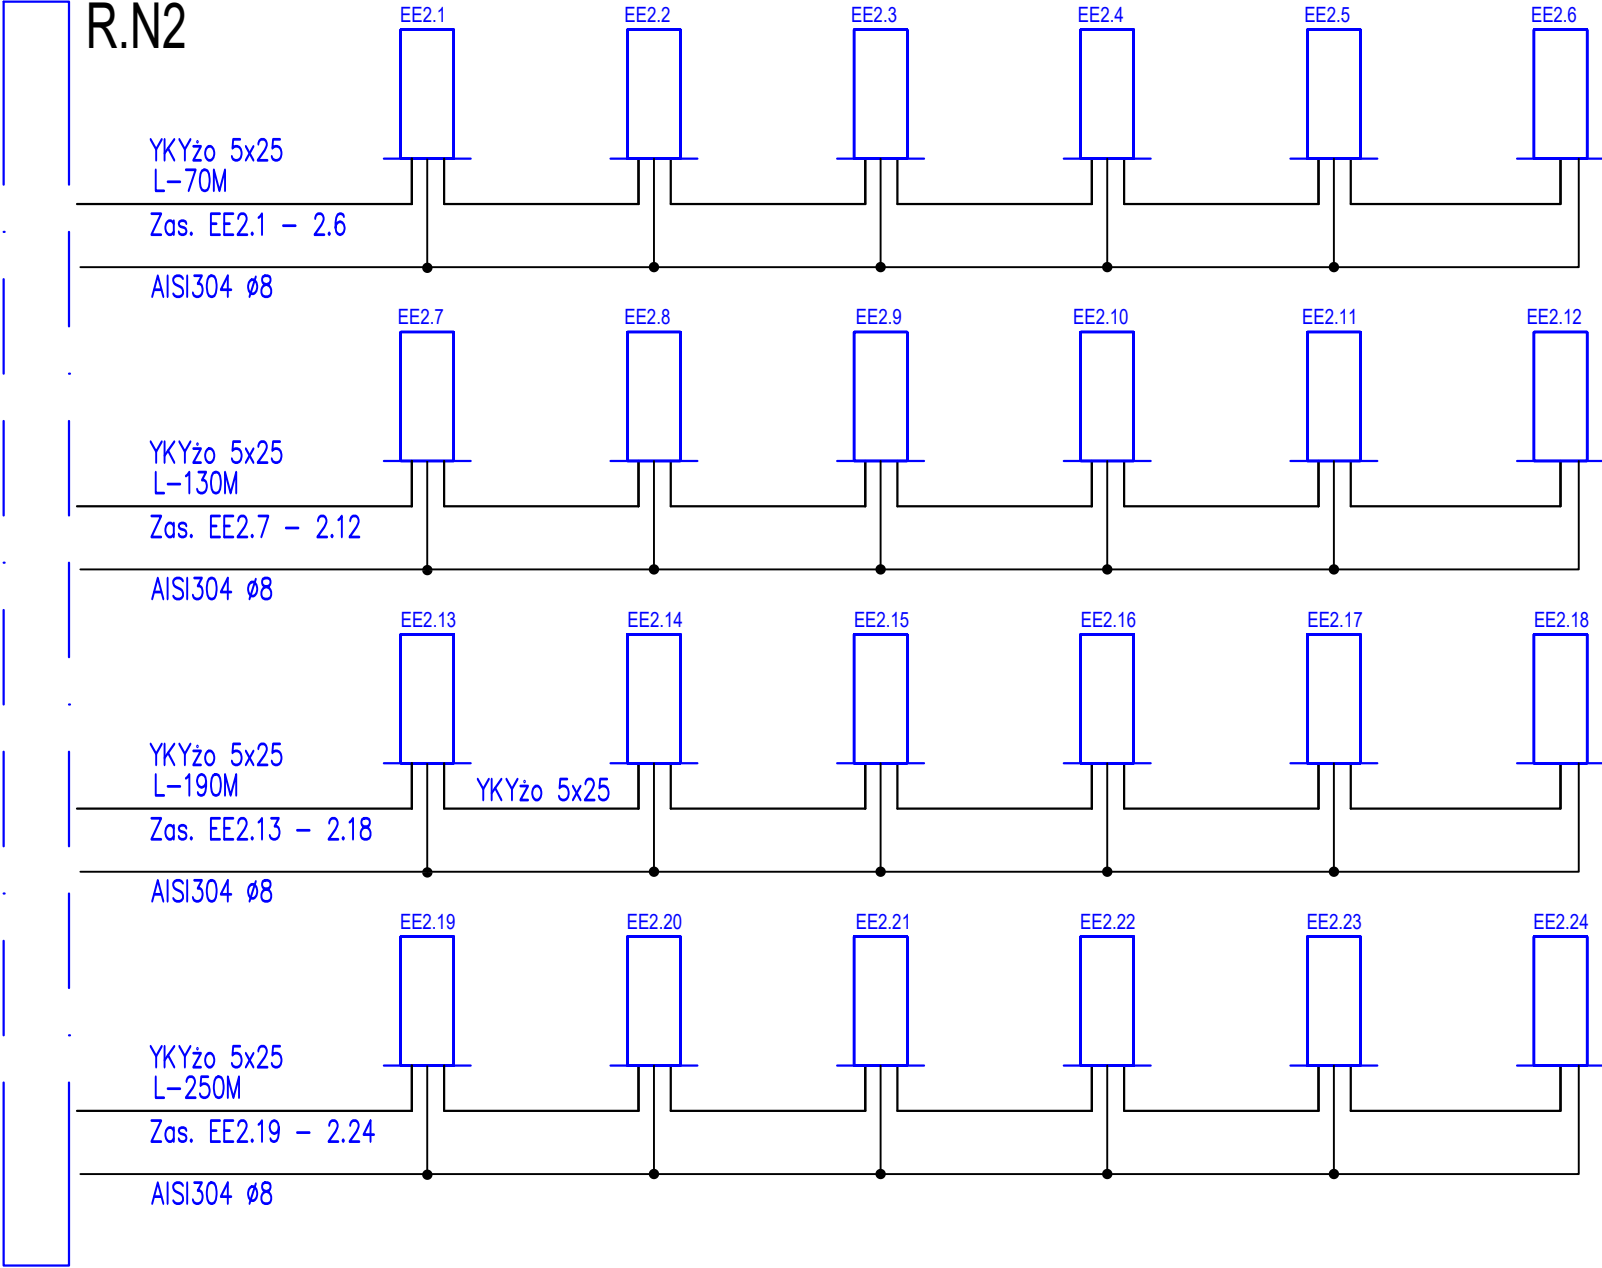 R.N2
EE2.1 EE2.2 EE2.3 EE2.4 EE2.5 EE2.6
YKYżo 5x25
L-70M
Zas. EE2.1 - 2.6
AISI304 ø8
EE2.7 EE2.8 EE2.9 EE2.10 EE2.11 EE2.12
YKYżo 5x25
L-130M
Zas. EE2.7 - 2.12
AISI304 ø8
EE2.13 EE2.14 EE2.15 EE2.16 EE2.17 EE2.18
YKYżo 5x25
L-190M
YKYżo 5x25
Zas. EE2.13 - 2.18
AISI304 ø8
EE2.19 EE2.20 EE2.21 EE2.22 EE2.23 EE2.24
YKYżo 5x25
L-250M
Zas. EE2.19 - 2.24
AISI304 ø8